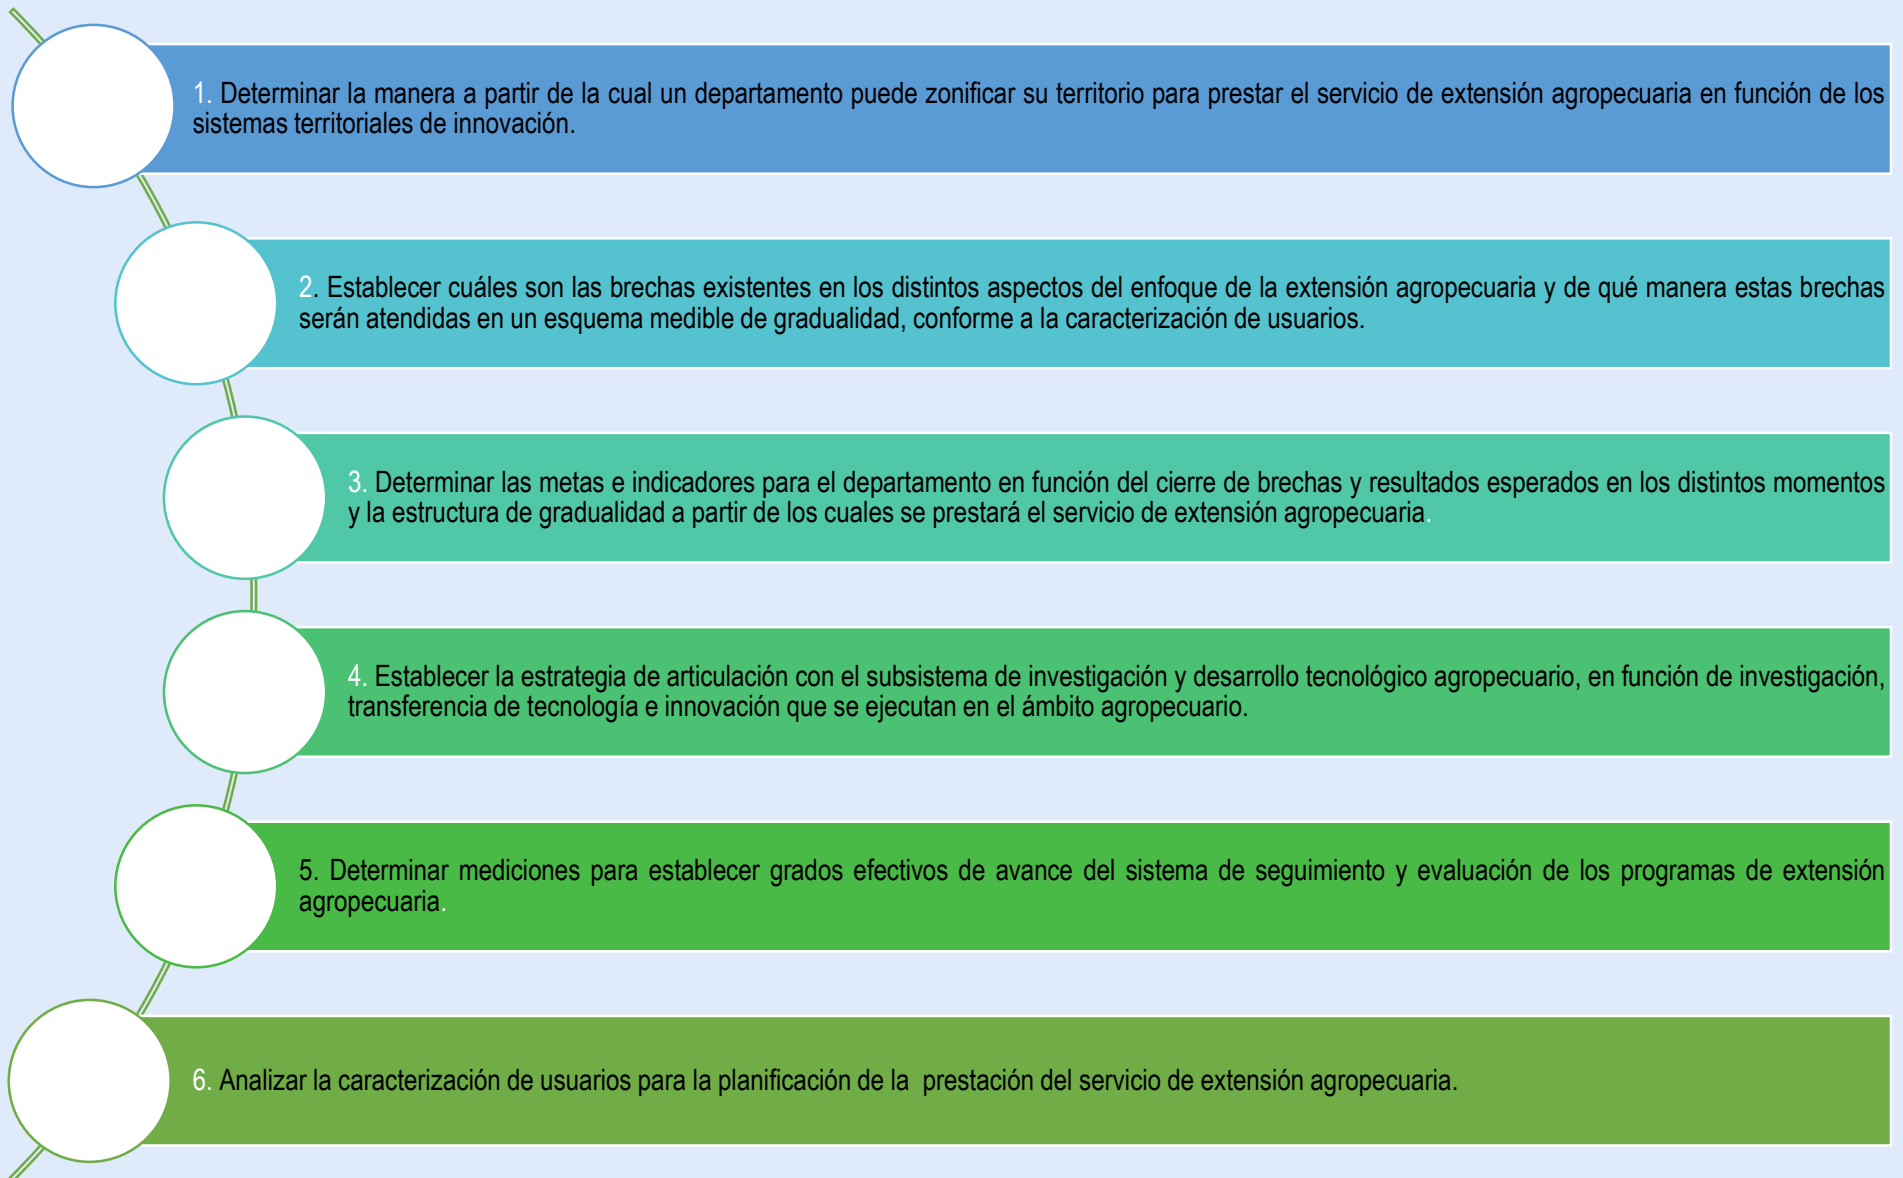 1. Determinar la manera a partir de la cual un departamento puede zonificar su territorio para prestar el servicio de extensión agropecuaria en función de los
sistemas territoriales de innovación.
2. Establecer cuáles son las brechas existentes en los distintos aspectos del enfoque de la extensión agropecuaria y de qué manera estas brechas
serán atendidas en un esquema medible de gradualidad, conforme a la caracterización de usuarios.
3. Determinar las metas e indicadores para el departamento en función del cierre de brechas y resultados esperados en los distintos momentos
y la estructura de gradualidad a partir de los cuales se prestará el servicio de extensión agropecuaria.
4. Establecer la estrategia de articulación con el subsistema de investigación y desarrollo tecnológico agropecuario, en función de investigación,
transferencia de tecnología e innovación que se ejecutan en el ámbito agropecuario.
5. Determinar mediciones para establecer grados efectivos de avance del sistema de seguimiento y evaluación de los programas de extensión
agropecuaria.
6. Analizar la caracterización de usuarios para la planificación de la prestación del servicio de extensión agropecuaria.